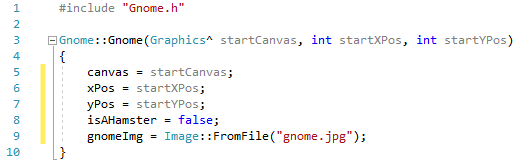 1 #include "Gnome.h"
2
3 Gnome::Gnome(Graphics^ startCanvas, int startXPos, int startYPos)
4 {
5 canvas = startCanvas;
6 xPos = startXPos;
7 yPos = startYPos;
8 isAHamster = false;
9 gnomeImg = Image::FromFile("gnome.jpg");
10 }